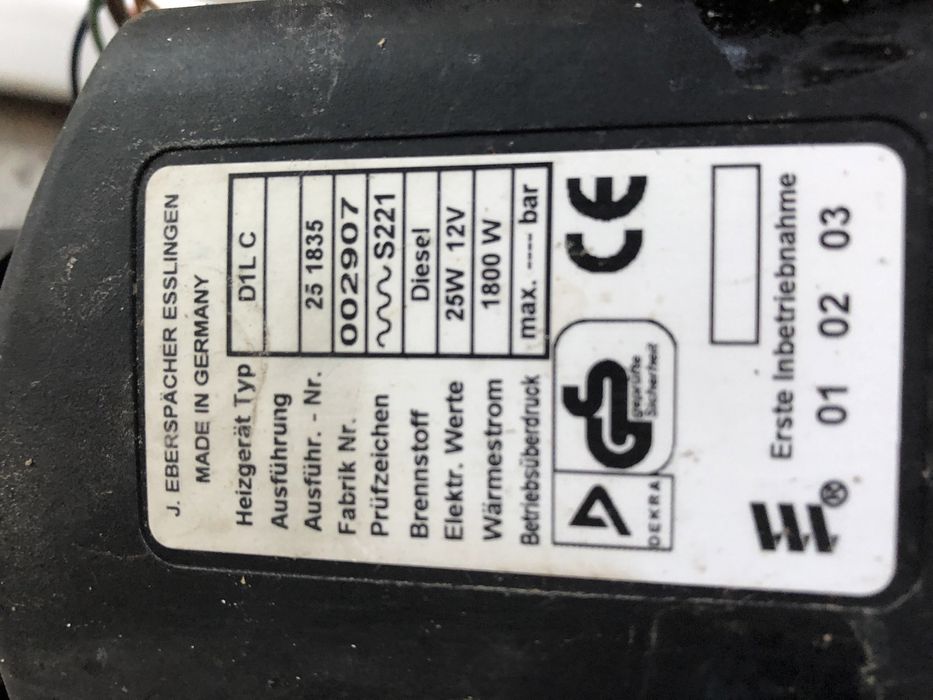 J. EBERSPÄCHER ESSLINGEN
MADE IN GERMANY
Heizgerät Typ D1L C
Ausführung
Ausführ. - Nr. 25 1835
Fabrik Nr. 002907
Prüfzeichen S221
Brennstoff Diesel
Elektr. Werte 25W 12V
Wärmestrom 1800 W
Betriebsüberdruck max. ---- bar
DEKRA
GS
geprüfte
Sicherheit
CE
Erste Inbetriebnahme
01 02 03
®